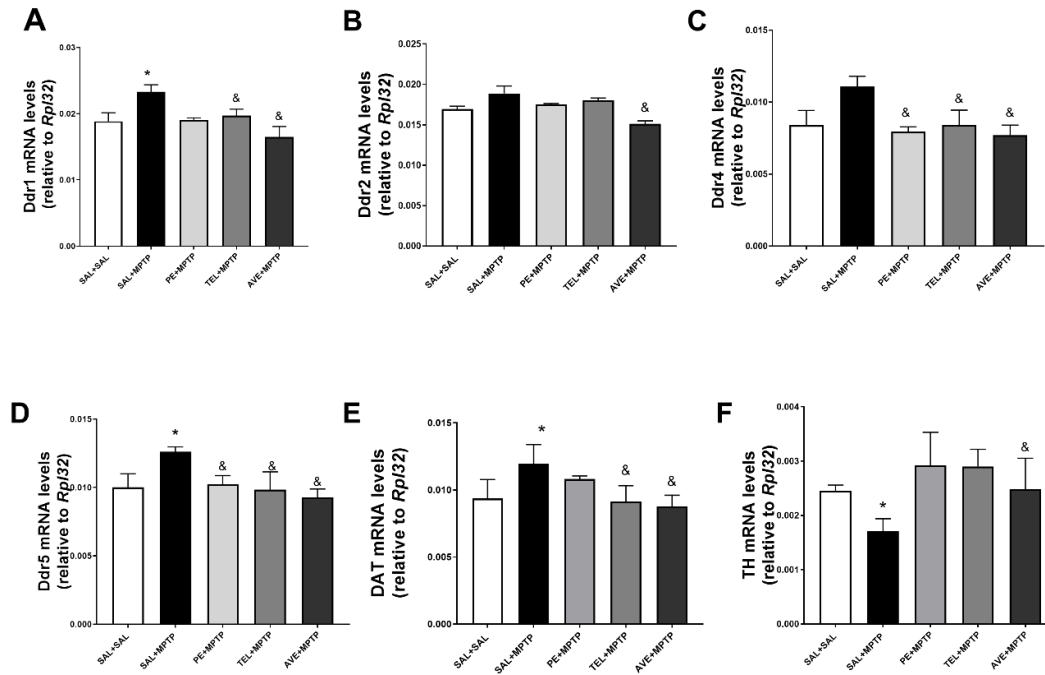 A
Ddr1 mRNA levels
(relative to Rpl32)
0.03
0.02
0.01
0.00
*
&
&
SAL+SAL
SAL+MPTP
PE+MPTP
TEL+MPTP
AVE+MPTP
B
Ddr2 mRNA levels
(relative to Rpl32)
0.025
0.020
0.015
0.010
0.005
0.000
&
SAL+SAL
SAL+MPTP
PE+MPTP
TEL+MPTP
AVE+MPTP
C
Ddr4 mRNA levels
(relative to Rpl32)
0.015
0.010
0.005
0.000
&
&
&
SAL+SAL
SAL+MPTP
PE+MPTP
TEL+MPTP
AVE+MPTP
D
Ddr5 mRNA levels
(relative to Rpl32)
0.015
0.010
0.005
0.000
*
&
&
&
SAL+SAL
SAL+MPTP
PE+MPTP
TEL+MPTP
AVE+MPTP
E
DAT mRNA levels
(relative to Rpl32)
0.015
0.010
0.005
0.000
*
&
&
SAL+SAL
SAL+MPTP
PE+MPTP
TEL+MPTP
AVE+MPTP
F
TH mRNA levels
(relative to Rpl32)
0.004
0.003
0.002
0.001
0.000
*
&
SAL+SAL
SAL+MPTP
PE+MPTP
TEL+MPTP
AVE+MPTP